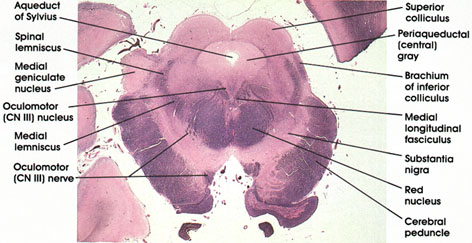 Aqueduct
of Sylvius
Spinal
lemniscus
Medial
geniculate
nucleus
Oculomotor
(CN III) nucleus
Medial
lemniscus
Oculomotor
(CN III) nerve
Superior
colliculus
Periaqueductal
(central)
gray
Brachium
of inferior
colliculus
Medial
longitudinal
fasciculus
Substantia
nigra
Red
nucleus
Cerebral
peduncle